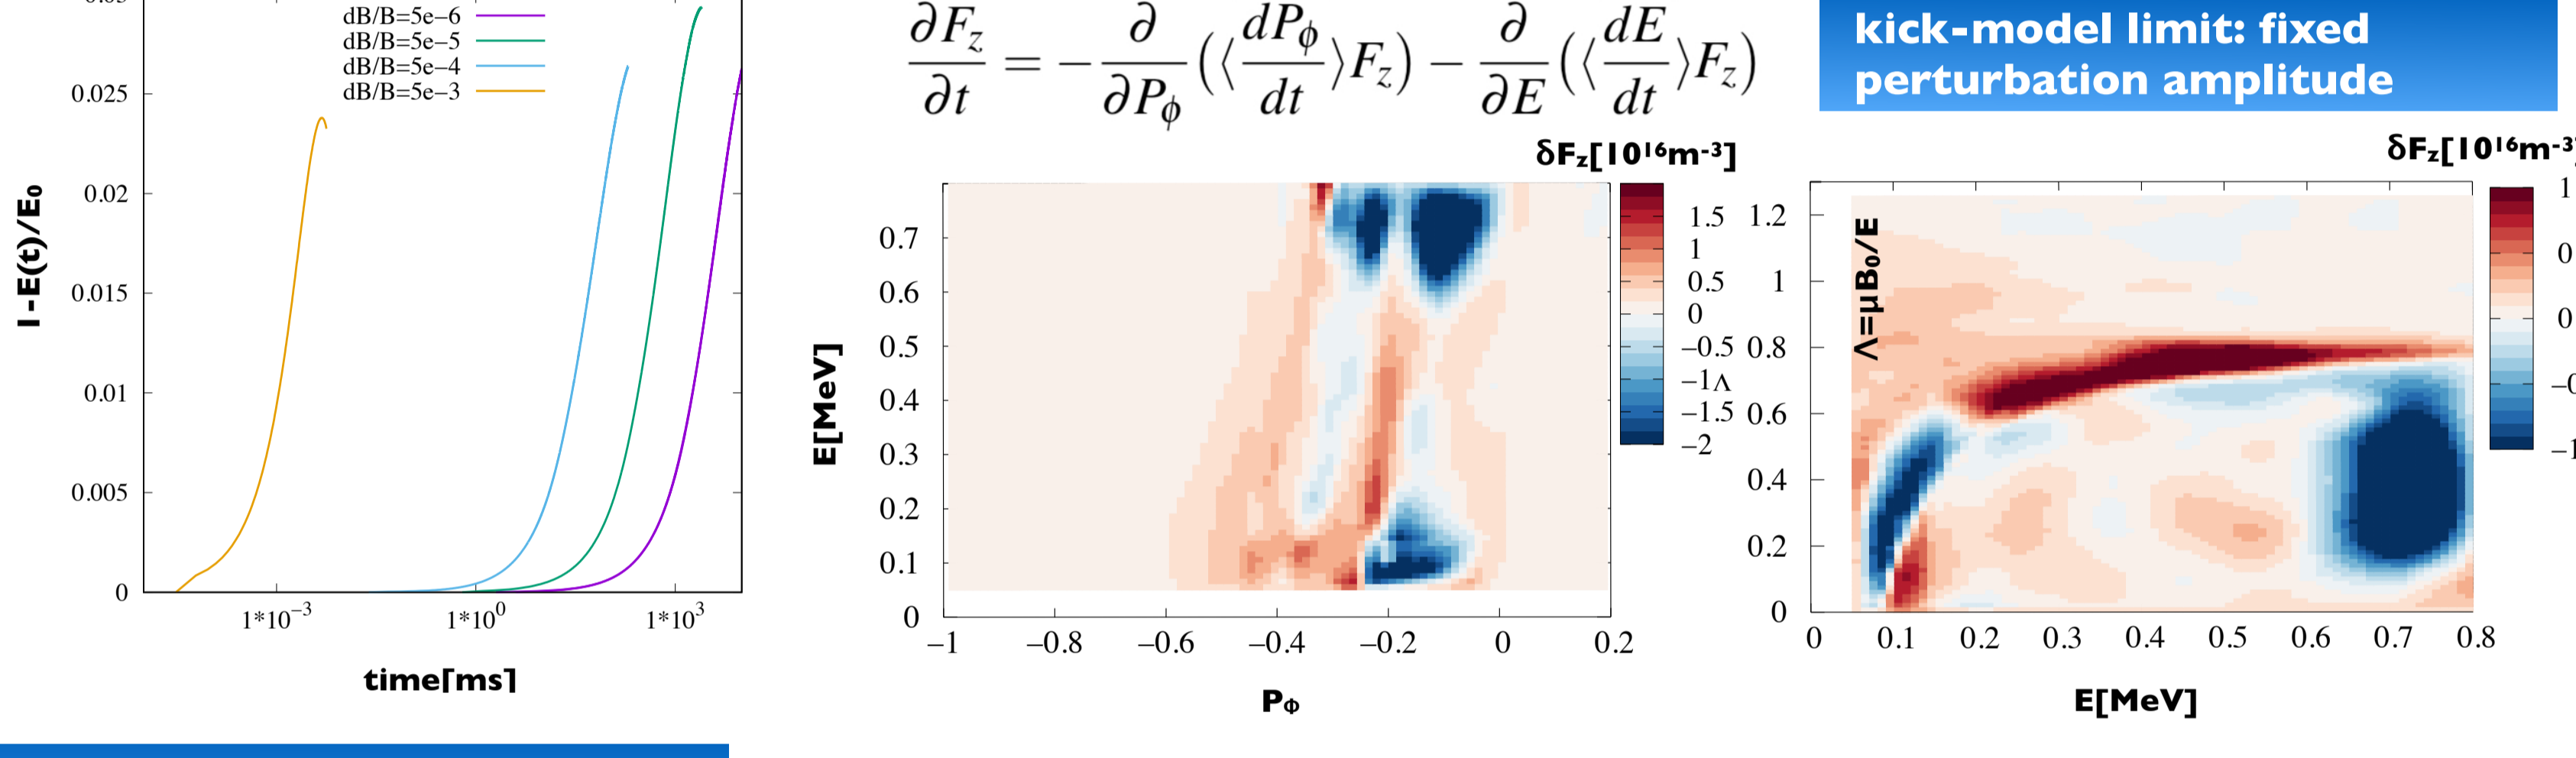 dB/B=5e−6
dB/B=5e−5
dB/B=5e−4
dB/B=5e−3
0.025
0.02
0.015
0.01
0.005
0
1*10⁻³ 1*10⁰ 1*10³
1-E(t)/E₀
time[ms]
∂F_z/∂t = − ∂/∂P_ϕ (⟨dP_ϕ/dt⟩F_z) − ∂/∂E (⟨dE/dt⟩F_z)
kick-model limit: fixed
perturbation amplitude
δFz[10¹⁶m⁻³]
0.7
0.6
0.5
0.4
0.3
0.2
0.1
0
−1 −0.8 −0.6 −0.4 −0.2 0 0.2
E[MeV]
PΦ
1.5
1
0.5
0
−0.5
−1Λ
−1.5
−2
δFz[10¹⁶m⁻³
1.2
1
0.8
0.6
0.4
0.2
0
Λ=μB₀/E
0 0.1 0.2 0.3 0.4 0.5 0.6 0.7 0.8
E[MeV]